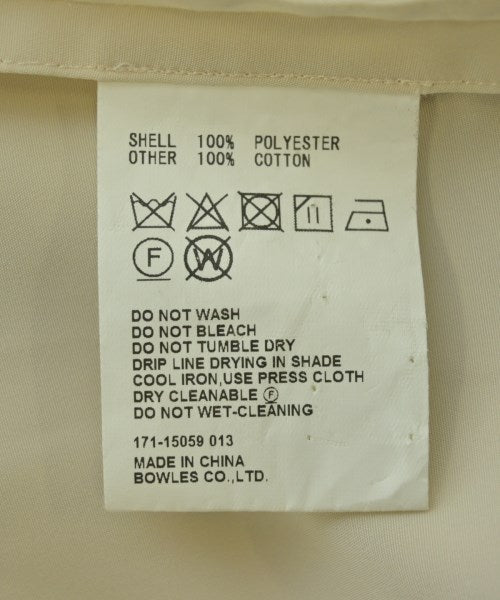 SHELL 100% POLYESTER
OTHER 100% COTTON
F W
DO NOT WASH
DO NOT BLEACH
DO NOT TUMBLE DRY
DRIP LINE DRYING IN SHADE
COOL IRON,USE PRESS CLOTH
DRY CLEANABLE Ⓕ
DO NOT WET-CLEANING
171-15059 013
MADE IN CHINA
BOWLES CO.,LTD.